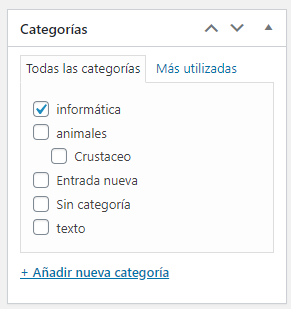 Categorías
Todas las categorías Más utilizadas
informática
animales
Crustaceo
Entrada nueva
Sin categoría
texto
+ Añadir nueva categoría